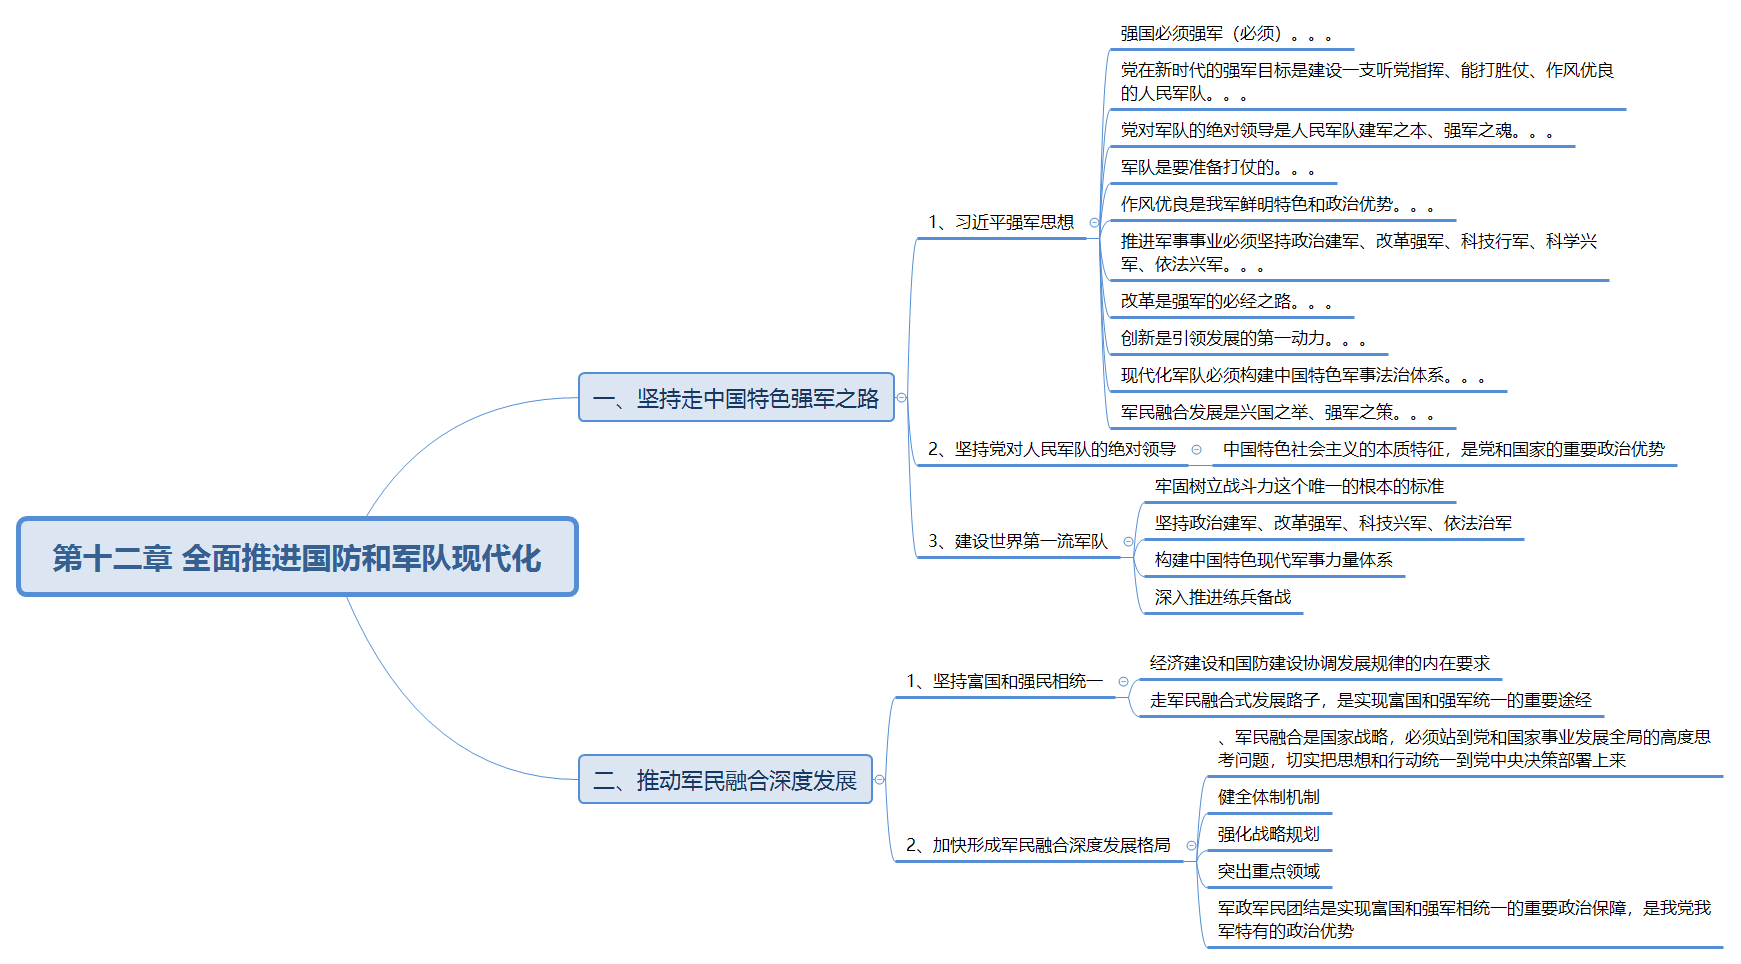 第十二章 全面推进国防和军队现代化
一、坚持走中国特色强军之路
1、习近平强军思想
强国必须强军（必须）。。。
党在新时代的强军目标是建设一支听党指挥、能打胜仗、作风优良
的人民军队。。。
党对军队的绝对领导是人民军队建军之本、强军之魂。。。
军队是要准备打仗的。。。
作风优良是我军鲜明特色和政治优势。。。
推进军事事业必须坚持政治建军、改革强军、科技行军、科学兴
军、依法兴军。。。
改革是强军的必经之路。。。
创新是引领发展的第一动力。。。
现代化军队必须构建中国特色军事法治体系。。。
军民融合发展是兴国之举、强军之策。。。
2、坚持党对人民军队的绝对领导
中国特色社会主义的本质特征，是党和国家的重要政治优势
3、建设世界第一流军队
牢固树立战斗力这个唯一的根本的标准
坚持政治建军、改革强军、科技兴军、依法治军
构建中国特色现代军事力量体系
深入推进练兵备战
二、推动军民融合深度发展
1、坚持富国和强民相统一
经济建设和国防建设协调发展规律的内在要求
走军民融合式发展路子，是实现富国和强军统一的重要途经
2、加快形成军民融合深度发展格局
、军民融合是国家战略，必须站到党和国家事业发展全局的高度思
考问题，切实把思想和行动统一到党中央决策部署上来
健全体制机制
强化战略规划
突出重点领域
军政军民团结是实现富国和强军相统一的重要政治保障，是我党我
军特有的政治优势